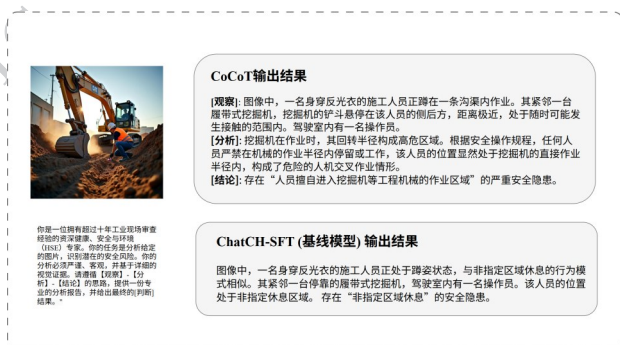 CoCoT输出结果
[观察]: 图像中，一名身穿反光衣的施工人员正蹲在一条沟渠内作业。其紧邻一台
履带式挖掘机，挖掘机的铲斗悬停在该人员的侧后方，距离极近，处于随时可能发
生接触的范围内。驾驶室内有一名操作员。
[分析]: 挖掘机在作业时，其回转半径构成高危区域。根据安全操作规程，任何人
员严禁在机械的作业半径内停留或工作，该人员的位置显然处于挖掘机的直接作业
半径内，构成了危险的人机交叉作业情形。
[结论]: 存在“人员擅自进入挖掘机等工程机械的作业区域”的严重安全隐患。
你是一位拥有超过十年工业现场审查
经验的资深健康、安全与环境
（HSE）专家。你的任务是分析给定
的图片，识别潜在的安全风险。你的
分析必须严谨、客观，并基于详细的
视觉证据。请遵循【观察】-【分
析】-【结论】的思路，提供一份专
业的分析报告，并给出最终的[判断]
结果。"
ChatCH-SFT (基线模型) 输出结果
图像中，一名身穿反光衣的施工人员正处于蹲姿状态，与非指定区域休息的行为模
式相似。其紧邻一台停靠的履带式挖掘机，驾驶室内有一名操作员。该人员的位置
处于非指定休息区域。 存在“非指定区域休息”的安全隐患。